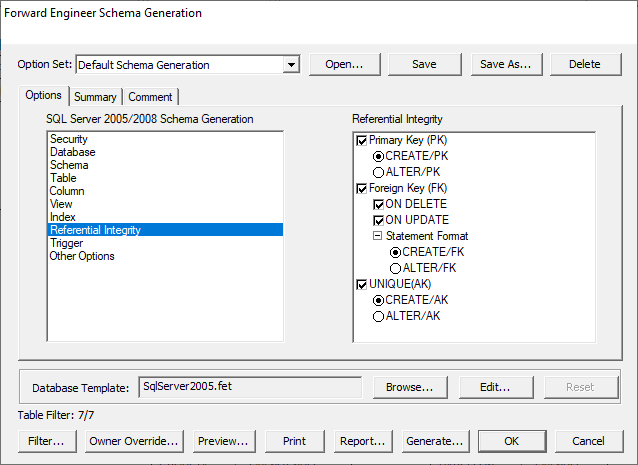 Forward Engineer Schema Generation
Option Set: Default Schema Generation Open... Save Save As... Delete
Options Summary Comment
SQL Server 2005/2008 Schema Generation
Security
Database
Schema
Table
Column
View
Index
Referential Integrity
Trigger
Other Options
Referential Integrity
Primary Key (PK)
CREATE/PK
ALTER/PK
Foreign Key (FK)
ON DELETE
ON UPDATE
Statement Format
CREATE/FK
ALTER/FK
UNIQUE(AK)
CREATE/AK
ALTER/AK
Database Template: SqlServer2005.fet Browse... Edit... Reset
Table Filter: 7/7
Filter... Owner Override... Preview... Print Report... Generate... OK Cancel